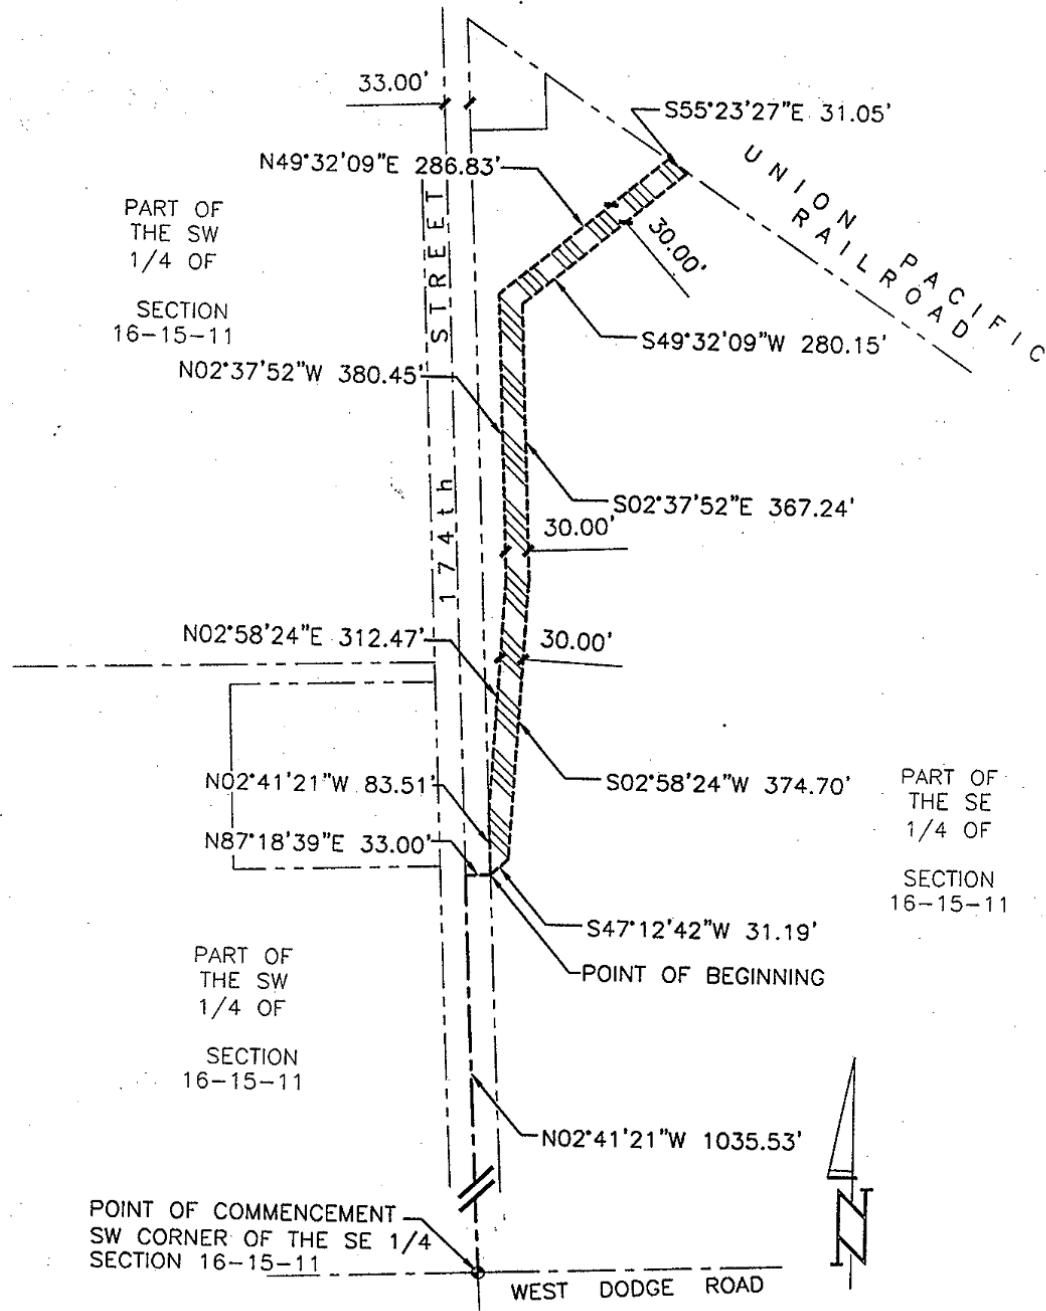 33.00'
S55°23'27"E 31.05'
N49°32'09"E 286.83'
UNION PACIFIC
RAILROAD
PART OF
THE SW
1/4 OF
SECTION
16-15-11
30.00'
S49°32'09"W 280.15'
N02°37'52"W 380.45'
174th STREET
S02°37'52"E 367.24'
30.00'
N02°58'24"E 312.47'
30.00'
N02°41'21"W 83.51'
S02°58'24"W 374.70'
PART OF
THE SE
1/4 OF
SECTION
16-15-11
N87°18'39"E 33.00'
S47°12'42"W 31.19'
POINT OF BEGINNING
PART OF
THE SW
1/4 OF
SECTION
16-15-11
N02°41'21"W 1035.53'
N
POINT OF COMMENCEMENT
SW CORNER OF THE SE 1/4
SECTION 16-15-11
WEST DODGE ROAD